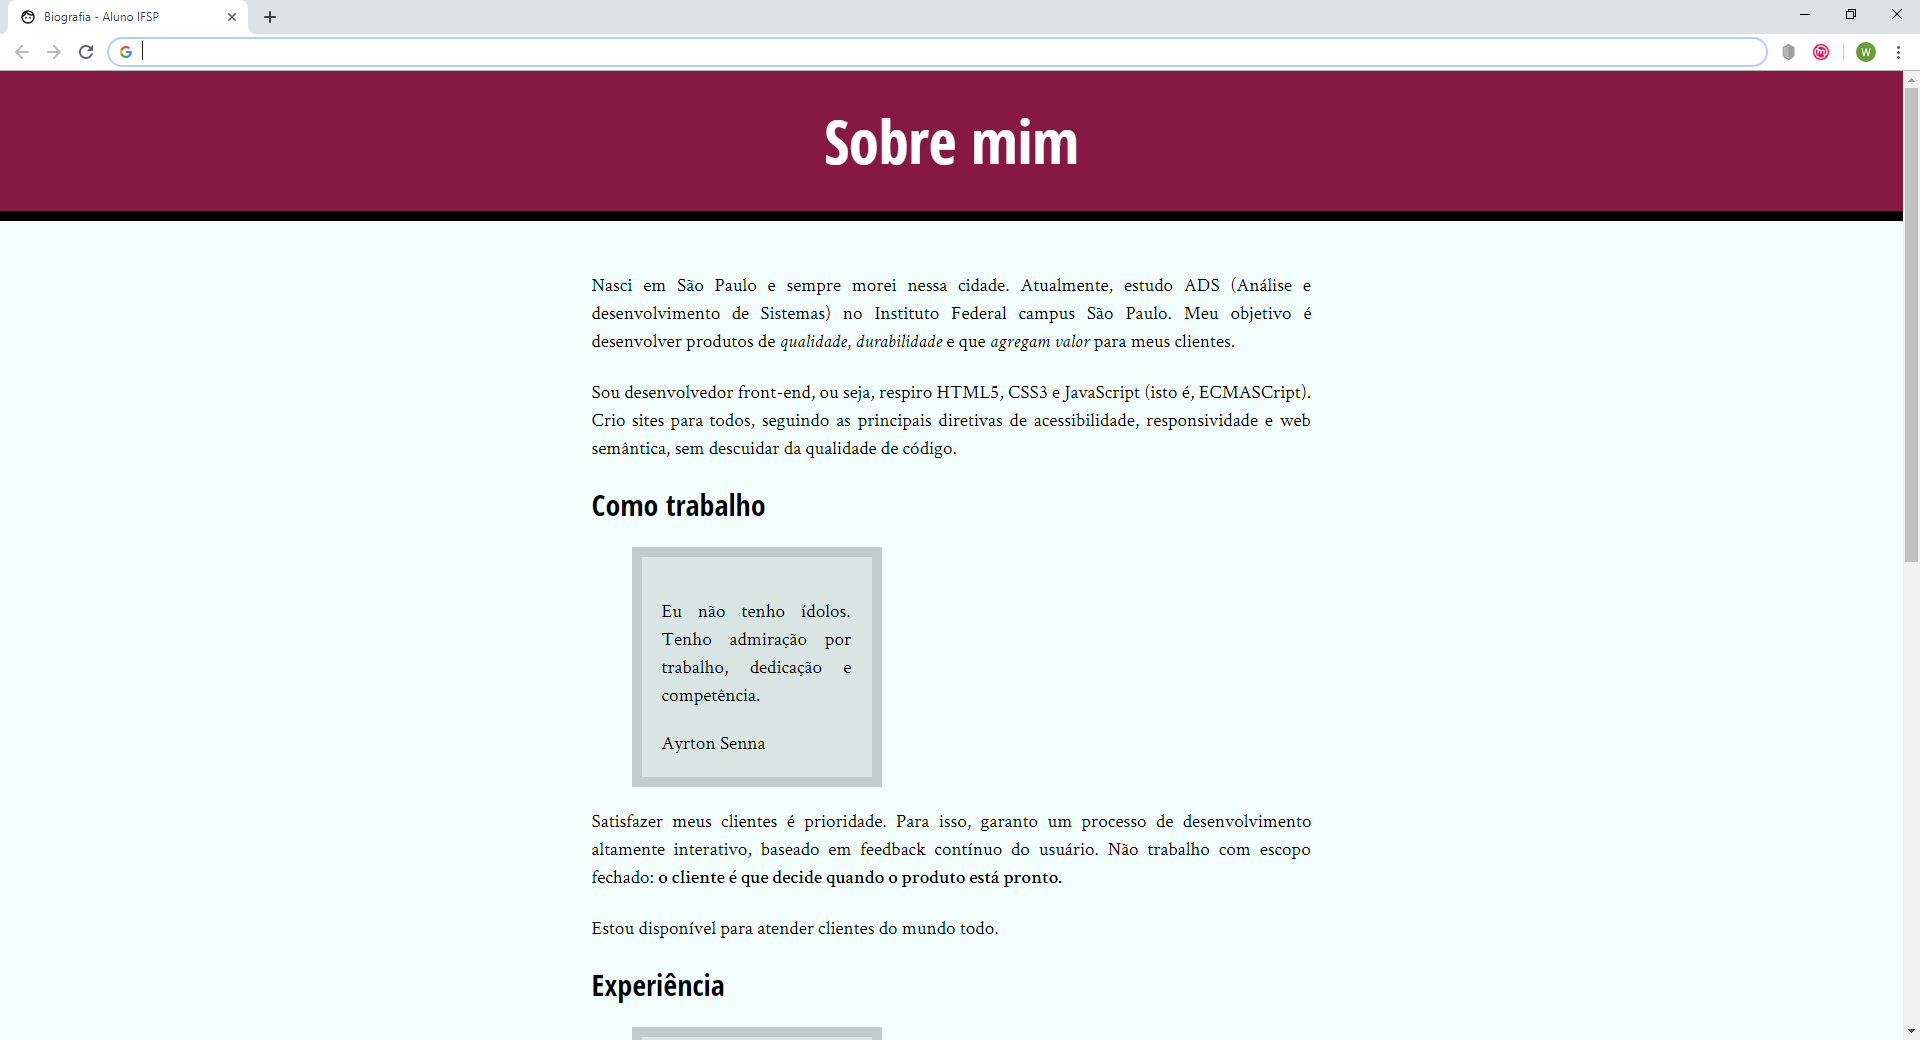 Biografia - Aluno IFSP
W
Sobre mim
Nasci em São Paulo e sempre morei nessa cidade. Atualmente, estudo ADS (Análise e
desenvolvimento de Sistemas) no Instituto Federal campus São Paulo. Meu objetivo é
desenvolver produtos de qualidade, durabilidade e que agregam valor para meus clientes.
Sou desenvolvedor front-end, ou seja, respiro HTML5, CSS3 e JavaScript (isto é, ECMASCript).
Crio sites para todos, seguindo as principais diretivas de acessibilidade, responsividade e web
semântica, sem descuidar da qualidade de código.
Como trabalho
Eu não tenho ídolos.
Tenho admiração por
trabalho, dedicação e
competência.
Ayrton Senna
Satisfazer meus clientes é prioridade. Para isso, garanto um processo de desenvolvimento
altamente interativo, baseado em feedback contínuo do usuário. Não trabalho com escopo
fechado: o cliente é que decide quando o produto está pronto.
Estou disponível para atender clientes do mundo todo.
Experiência